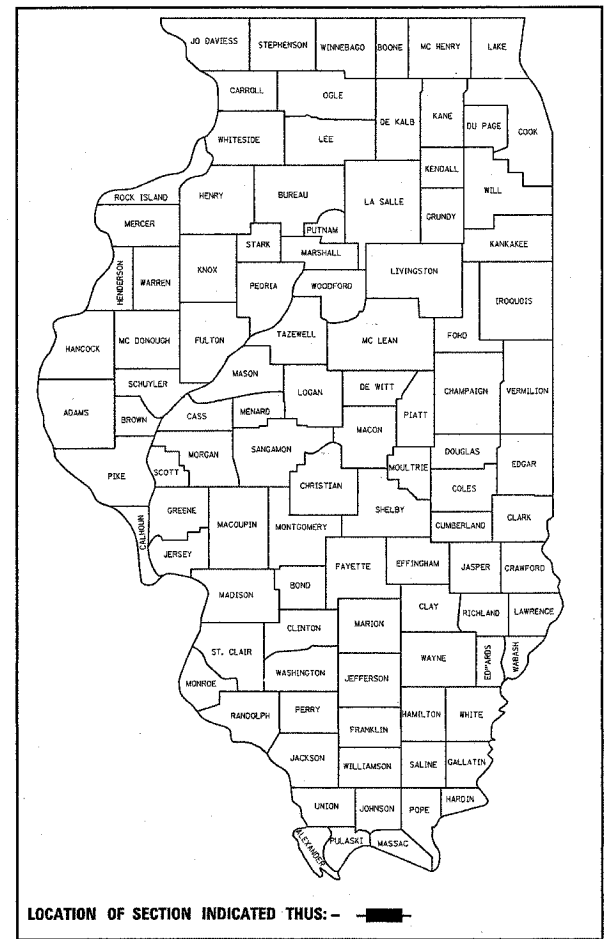 JO DAVIESS STEPHENSON WINNEBAGO BOONE MC HENRY LAKE
CARROLL OGLE DE KALB KANE DU PAGE COOK
WHITESIDE LEE
KENDALL WILL
ROCK ISLAND HENRY BUREAU LA SALLE GRUNDY
MERCER PUTNAM
STARK MARSHALL KANKAKEE
HENDERSON WARREN KNOX PEORIA WOODFORD LIVINGSTON IROQUOIS
HANCOCK MC DONOUGH FULTON TAZEWELL MC LEAN FORD
SCHUYLER MASON LOGAN DE WITT CHAMPAIGN VERMILION
ADAMS BROWN CASS MENARD MACON PIATT
PIKE SCOTT MORGAN SANGAMON CHRISTIAN MOULTRIE DOUGLAS EDGAR
COLES
CALHOUN GREENE MACOUPIN MONTGOMERY SHELBY CUMBERLAND CLARK
JERSEY FAYETTE EFFINGHAM JASPER CRAWFORD
MADISON BOND CLAY RICHLAND LAWRENCE
CLINTON MARION
ST. CLAIR WAYNE EDWARDS WABASH
WASHINGTON JEFFERSON
MONROE
RANDOLPH PERRY FRANKLIN HAMILTON WHITE
JACKSON WILLIAMSON SALINE GALLATIN
UNION JOHNSON POPE HARDIN
ALEXANDER PULASKI MASSAC
LOCATION OF SECTION INDICATED THUS: -